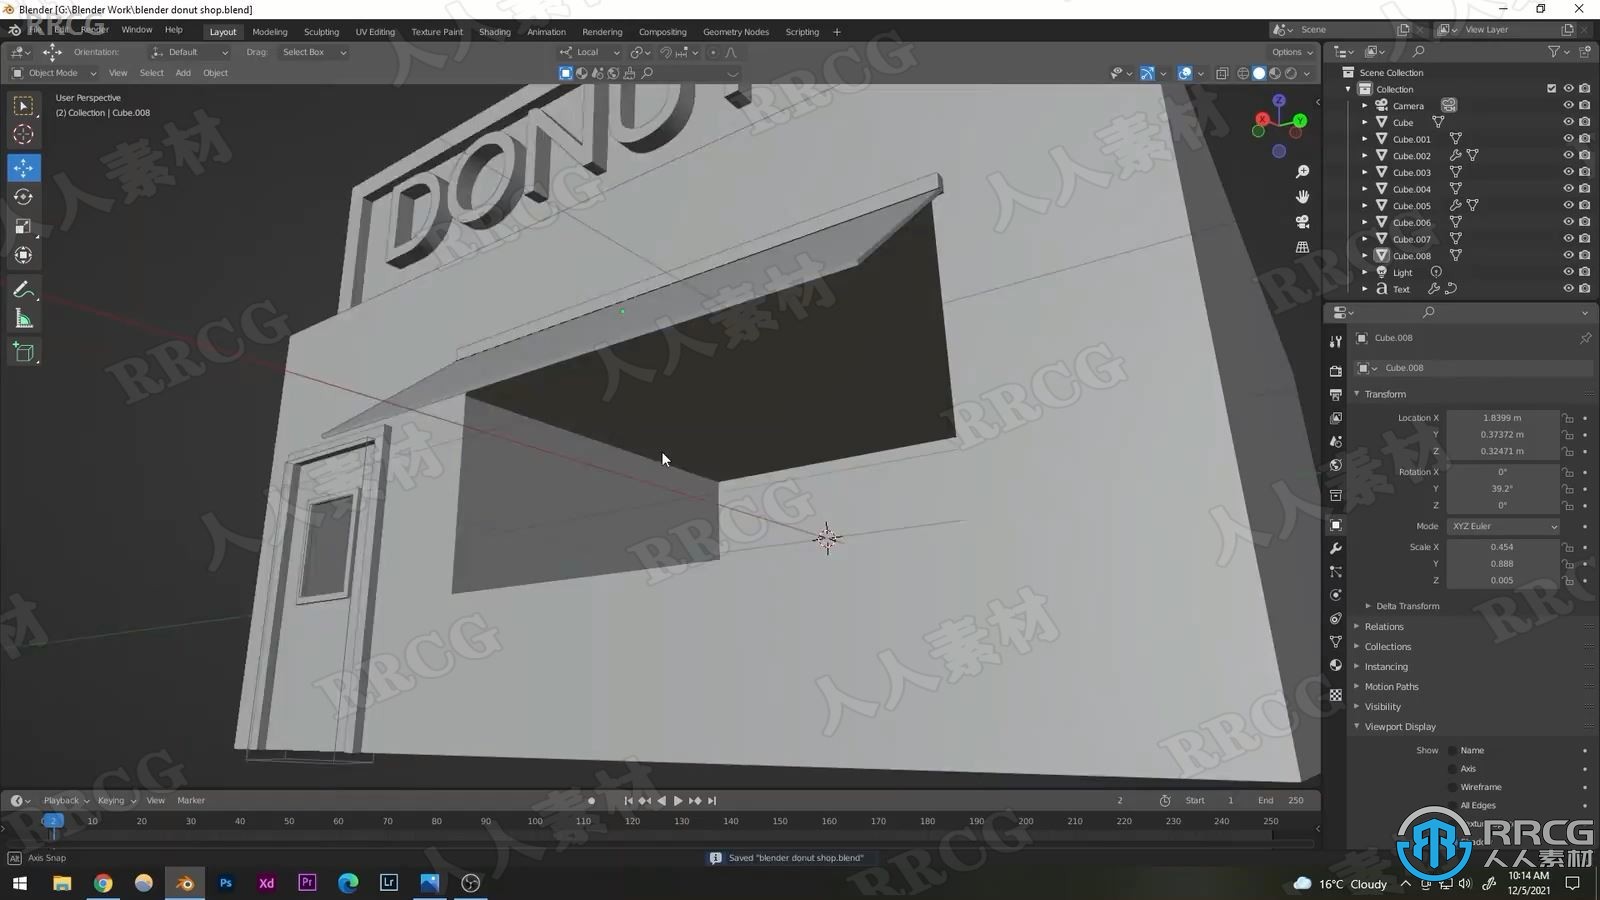 Blender [G:\Blender Work\blender donut shop.blend]
File Edit Render Window Help Layout Modeling Sculpting UV Editing Texture Paint Shading Animation Rendering Compositing Geometry Nodes Scripting + Scene View Layer
Orientation: Default Drag: Select Box Local Options
Object Mode View Select Add Object
User Perspective
(2) Collection | Cube.008
DONU
Scene Collection
Collection
Camera
Cube
Cube.001
Cube.002
Cube.003
Cube.004
Cube.005
Cube.006
Cube.007
Cube.008
Light
Text
X Y Z
Cube.008
Cube.008
Transform
Location X 1.8399 m
Y 0.37372 m
Z 0.32471 m
Rotation X 0°
Y 39.2°
Z 0°
Mode XYZ Euler
Scale X 0.454
Y 0.888
Z 0.005
Delta Transform
Relations
Collections
Instancing
Motion Paths
Visibility
Viewport Display
Show Name
Axis
Wireframe
All Edges
Playback Keying View Marker 2 Start 1 End 250
2 10 20 30 40 50 60 70 80 90 100 110 120 130 140 150 160 170 180 190 200 210 220 230 240 250
Alt Axis Snap Saved "blender donut shop.blend"
Ps Xd Pr Lr 16°C Cloudy 10:14 AM
12/5/2021
RRCG
人人素材